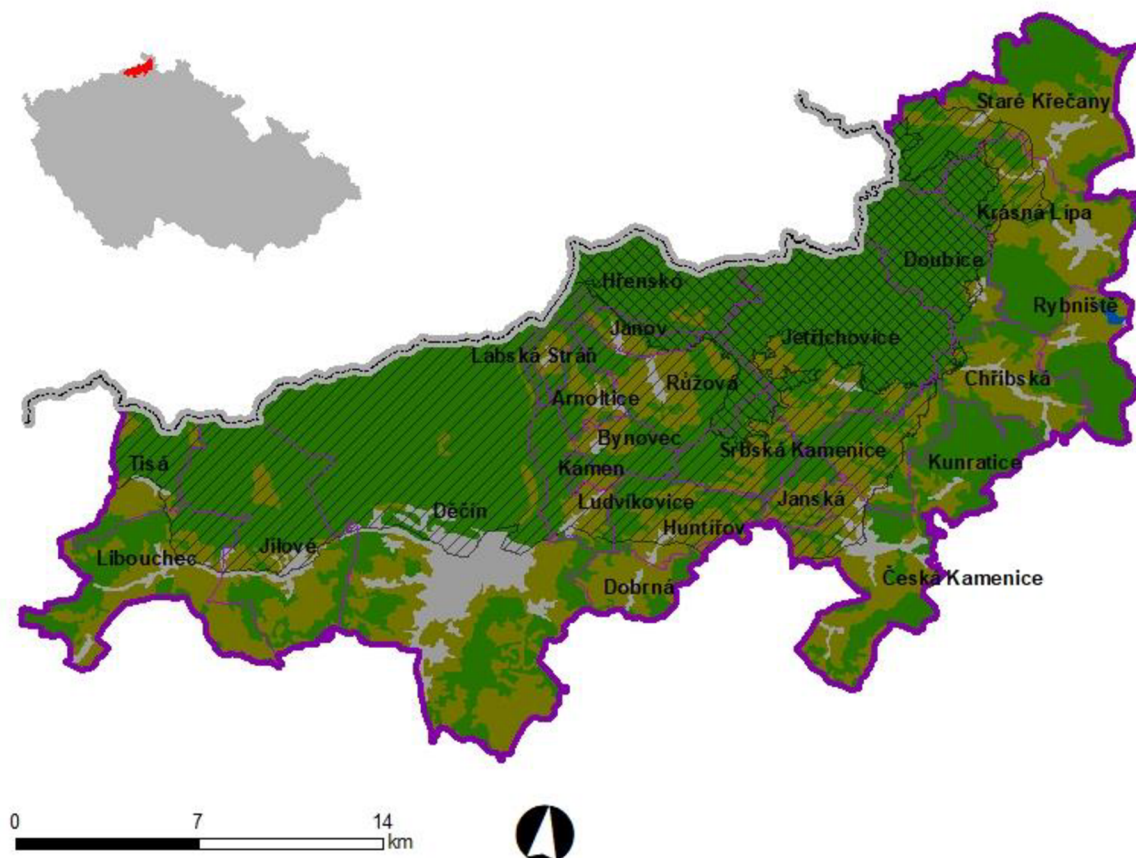 Staré Křečany
Krásná Lípa
Doubice
Hřensko
Rybniště
Janov
Jetřichovice
Labská Stráň
Chřibská
Růžová
Arnoltice
Bynovec
Srbská Kamenice
Kunratice
Tisá
Kámen
Ludvíkovice
Janská
Děčín
Huntířov
Jílové
Libouchec
Česká Kamenice
Dobrná
0 7 14
km